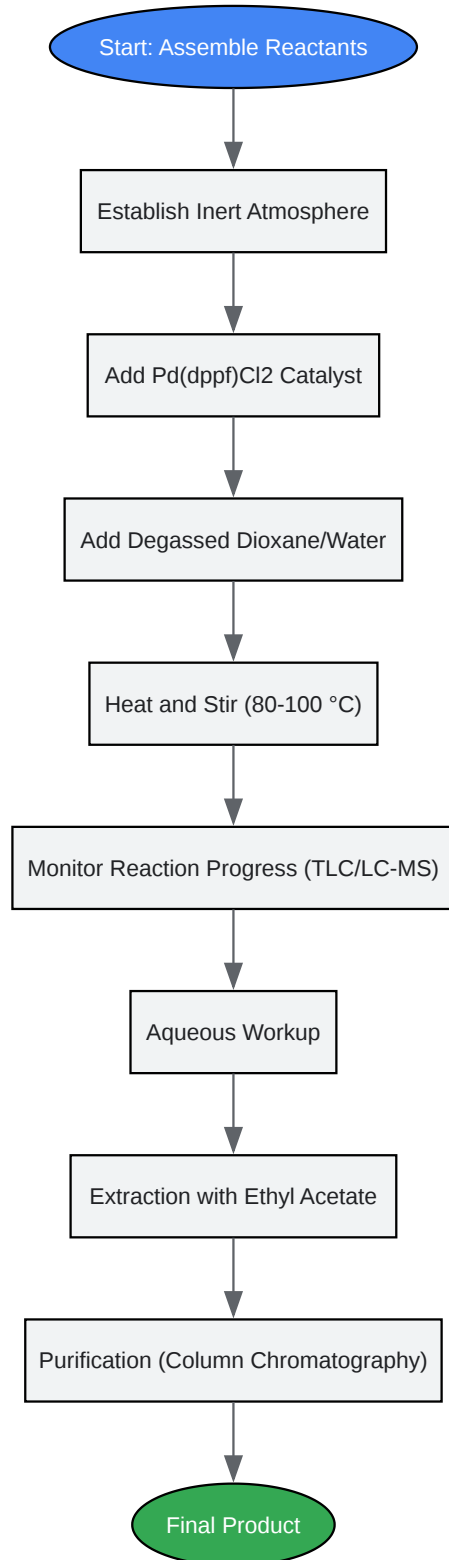 Start: Assemble Reactants
Establish Inert Atmosphere
Add Pd(dppf)Cl2 Catalyst
Add Degassed Dioxane/Water
Heat and Stir (80-100 °C)
Monitor Reaction Progress (TLC/LC-MS)
Aqueous Workup
Extraction with Ethyl Acetate
Purification (Column Chromatography)
Final Product